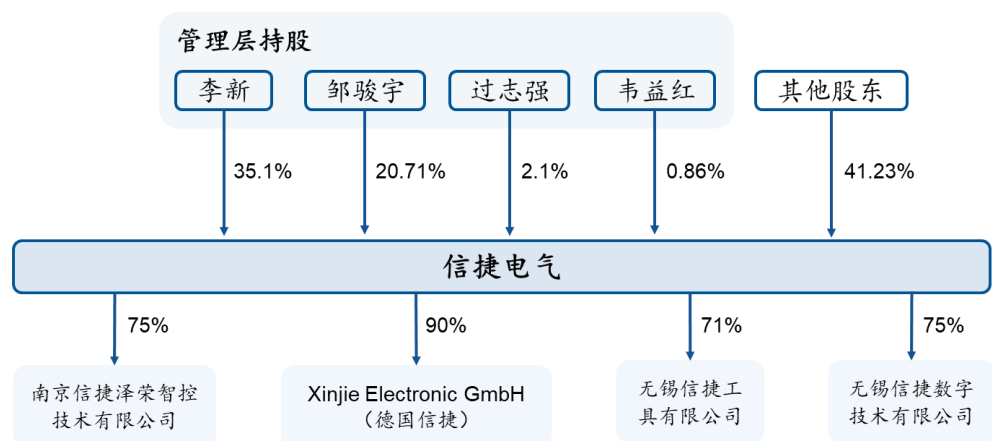 管理层持股
李新
邹骏宇
过志强
韦益红
其他股东
35.1%
20.71%
2.1%
0.86%
41.23%
信捷电气
75%
90%
71%
75%
南京信捷泽荣智控
技术有限公司
Xinjie Electronic GmbH
（德国信捷）
无锡信捷工
具有限公司
无锡信捷数字
技术有限公司